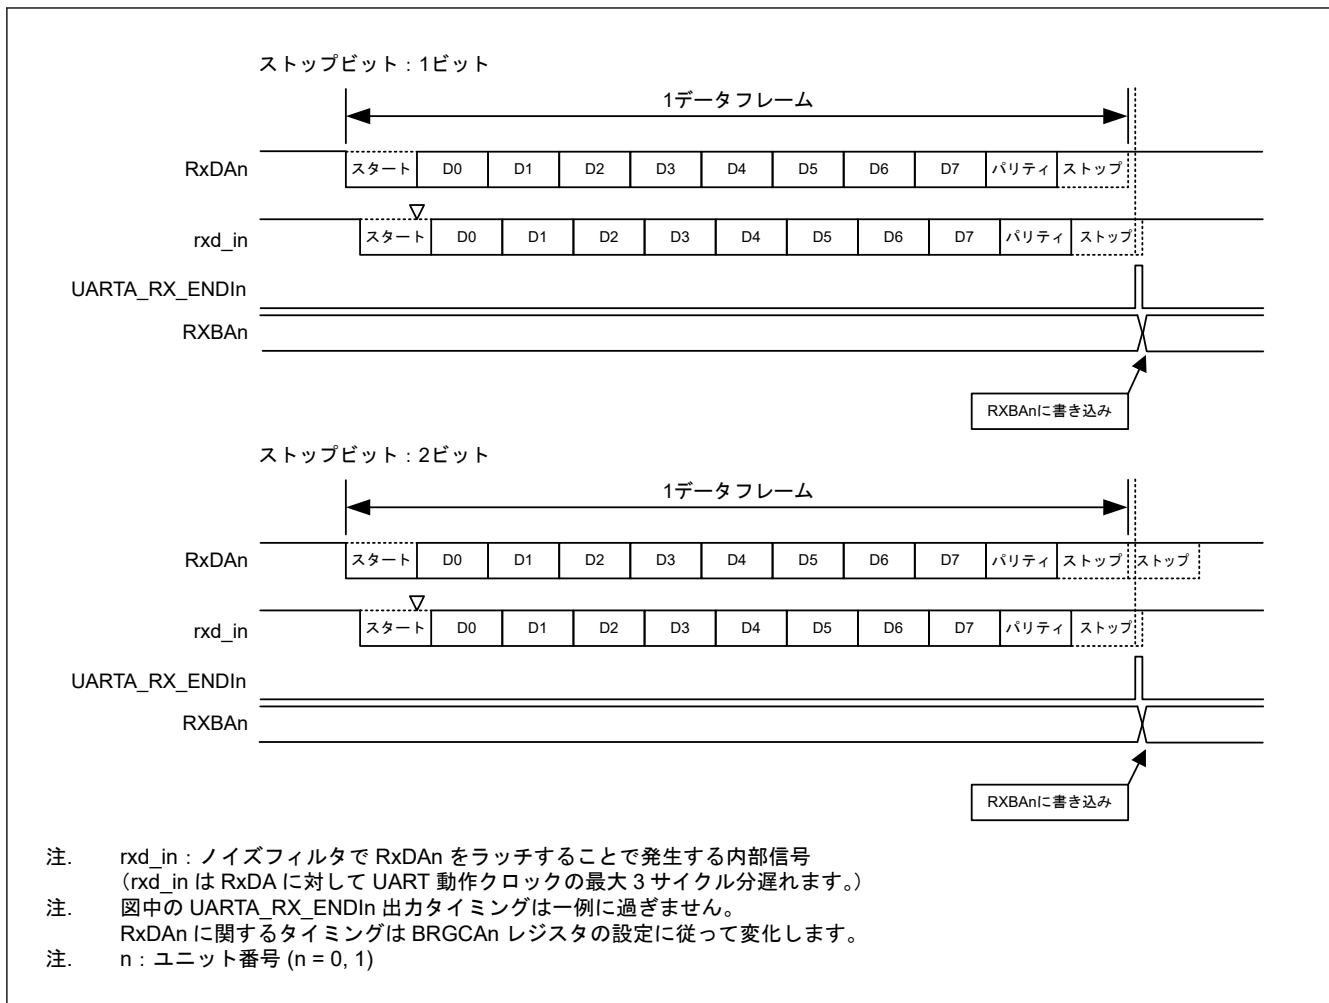 ストップビット：1ビット
1データフレーム
RxDAn スタート D0 D1 D2 D3 D4 D5 D6 D7 パリティ ストップ
rxd_in スタート D0 D1 D2 D3 D4 D5 D6 D7 パリティ ストップ
UARTA_RX_ENDIn
RXBAn
RXBAnに書き込み
ストップビット：2ビット
1データフレーム
RxDAn スタート D0 D1 D2 D3 D4 D5 D6 D7 パリティ ストップ ストップ
rxd_in スタート D0 D1 D2 D3 D4 D5 D6 D7 パリティ ストップ
UARTA_RX_ENDIn
RXBAn
RXBAnに書き込み
注. rxd_in：ノイズフィルタで RxDAn をラッチすることで発生する内部信号
（rxd_in は RxDA に対して UART 動作クロックの最大 3 サイクル分遅れます。）
注. 図中の UARTA_RX_ENDIn 出力タイミングは一例に過ぎません。
RxDAn に関するタイミングは BRGCAn レジスタの設定に従って変化します。
注. n：ユニット番号 (n = 0, 1)